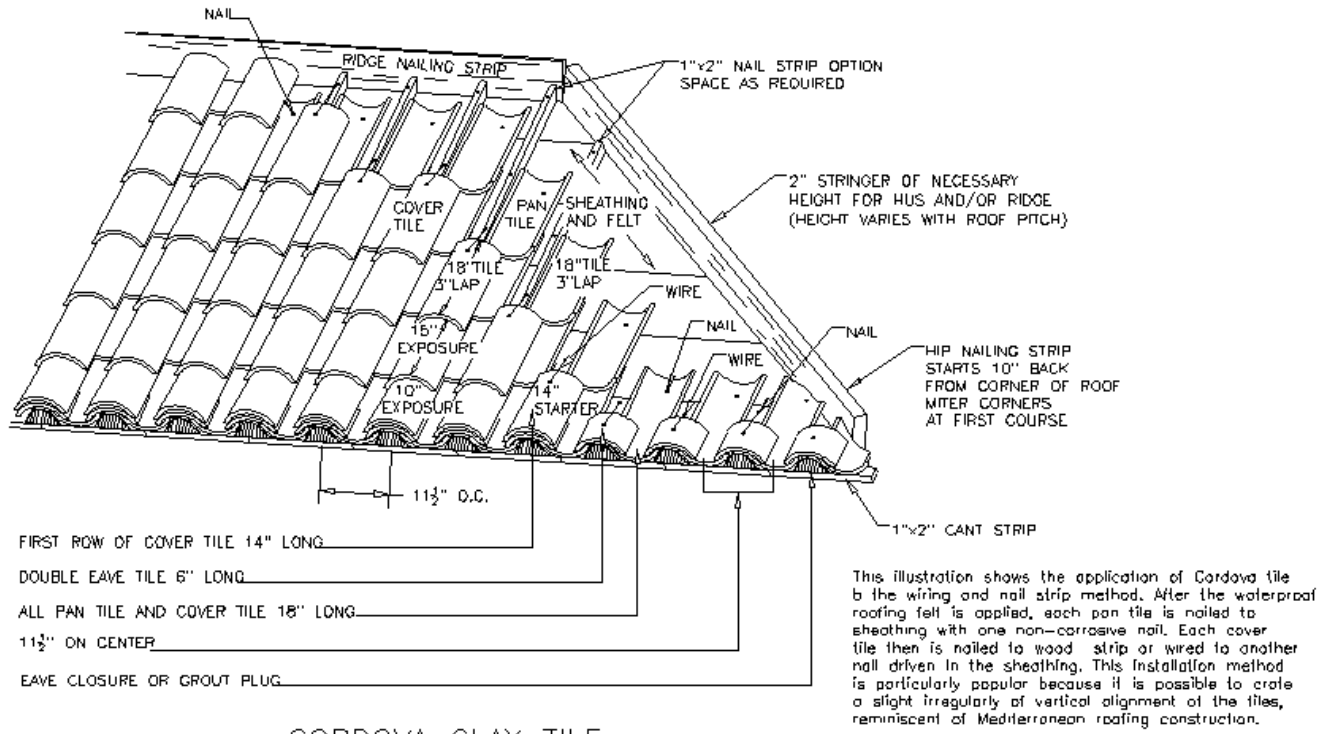 NAIL
RIDGE NAILING STRIP
1"x2" NAIL STRIP OPTION
SPACE AS REQUIRED
2" STRINGER OF NECESSARY
HEIGHT FOR HUS AND/OR RIDGE
(HEIGHT VARIES WITH ROOF PITCH)
COVER
TILE
PAN
TILE
SHEATHING
AND FELT
18"TILE
3"LAP
18"TILE
3"LAP
WIRE
NAIL
NAIL
15"
EXPOSURE
WIRE
HIP NAILING STRIP
STARTS 10" BACK
FROM CORNER OF ROOF
MITER CORNERS
AT FIRST COURSE
10"
EXPOSURE
14"
STARTER
11½" O.C.
1"x2" CANT STRIP
FIRST ROW OF COVER TILE 14" LONG
DOUBLE EAVE TILE 6" LONG
ALL PAN TILE AND COVER TILE 18" LONG
11½" ON CENTER
EAVE CLOSURE OR GROUT PLUG
This illustration shows the application of Cordova tile
b the wiring and nail strip method. After the waterproof
roofing felt is applied, each pan tile is nailed to
sheathing with one non-corrosive nail. Each cover
tile then is nailed to wood strip or wired to another
nail driven in the sheathing. This installation method
is particularly popular because it is possible to crate
a slight irregularly of vertical alignment of the tiles,
reminiscent of Mediterranean roofing construction.
CORDOVA CLAY TILE